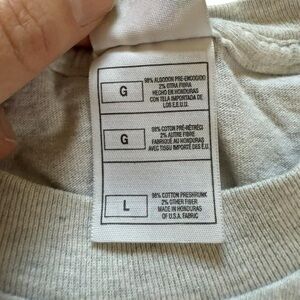 G
98% ALGODON PRE-ENCOGIDO
2% OTRA FIBRA
HECHO EN HONDURAS
CON TELA IMPORTADA DE
LOS E.E.U.U.
G
98% COTON PRÉ-RÉTRÉCI
2% AUTRE FIBRE
FABRIQUÉ AU HONDURAS
AVEC TISSU IMPORTÉ DES É.U.
L
98% COTTON PRESHRUNK
2% OTHER FIBER
MADE IN HONDURAS
OF U.S.A. FABRIC